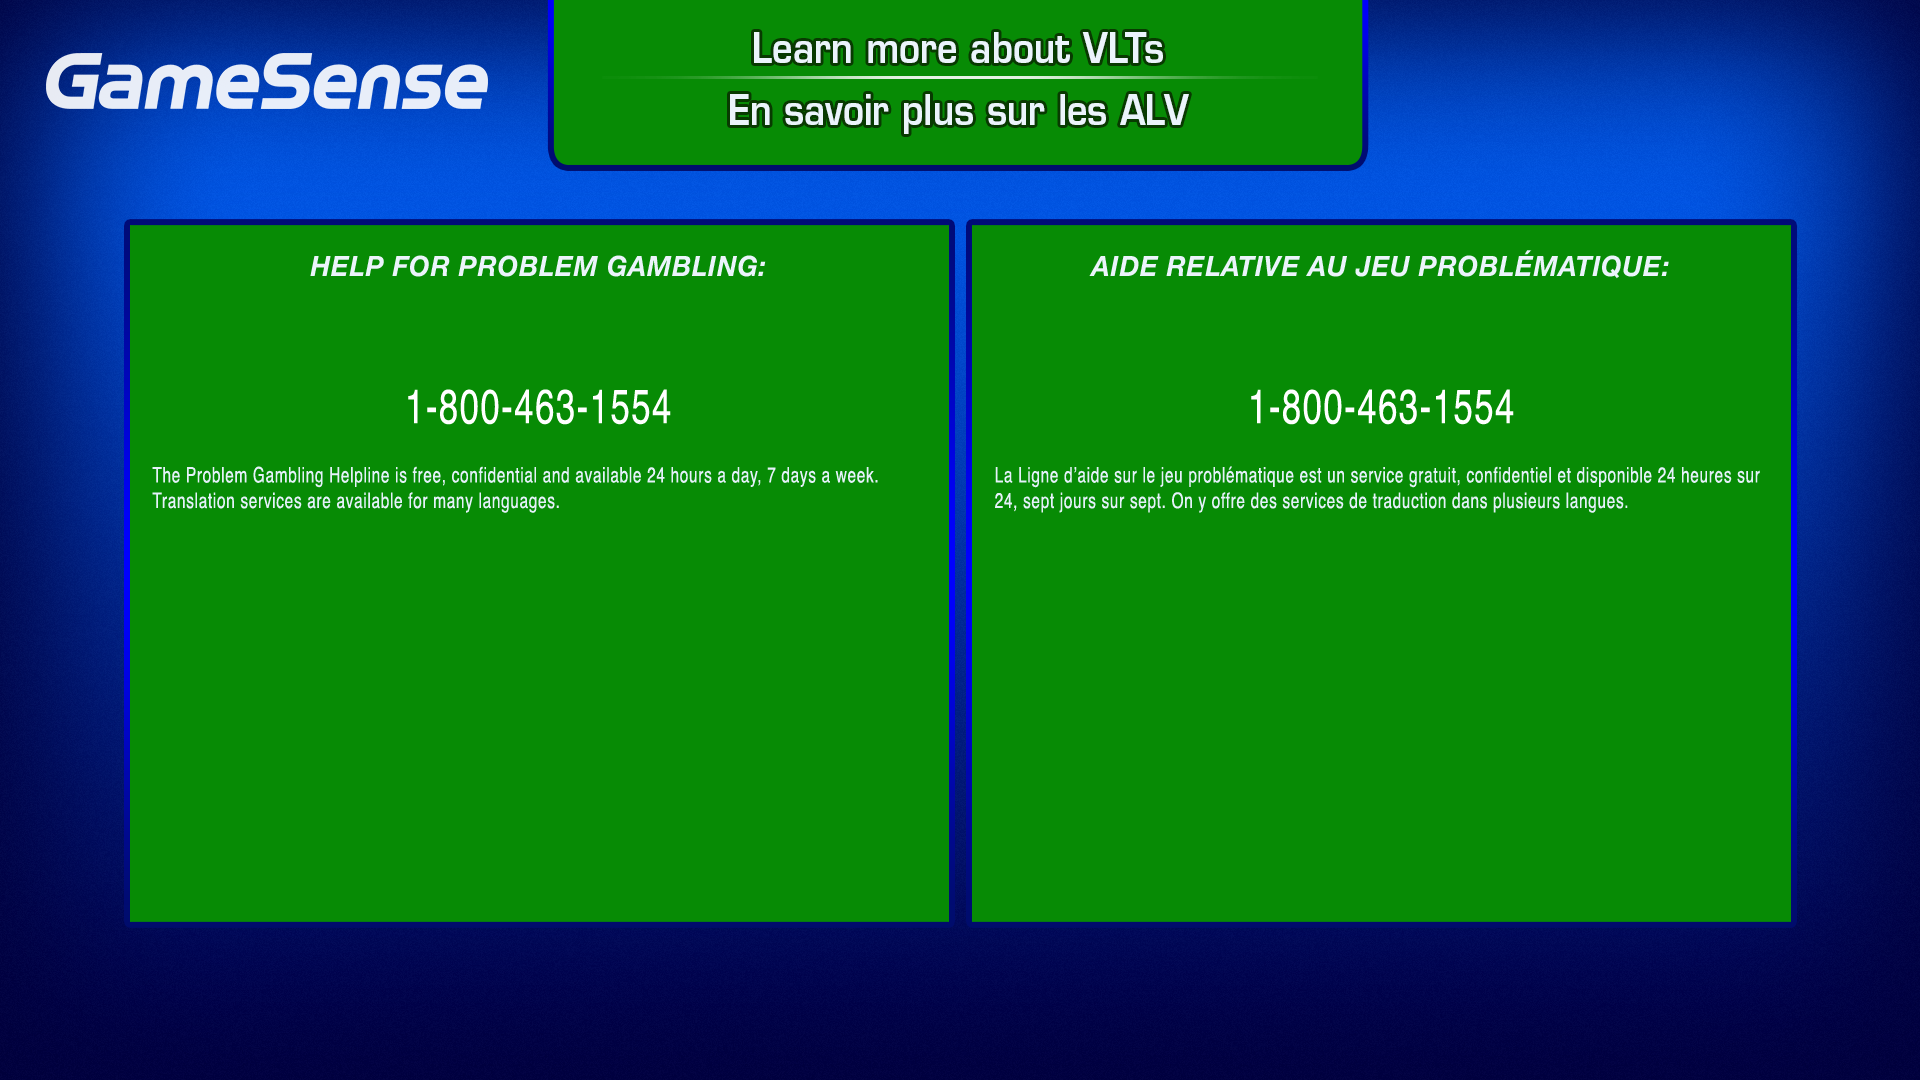 GameSense
Learn more about VLTs
En savoir plus sur les ALV
HELP FOR PROBLEM GAMBLING:
1-800-463-1554
The Problem Gambling Helpline is free, confidential and available 24 hours a day, 7 days a week.
Translation services are available for many languages.
AIDE RELATIVE AU JEU PROBLÉMATIQUE:
1-800-463-1554
La Ligne d’aide sur le jeu problématique est un service gratuit, confidentiel et disponible 24 heures sur
24, sept jours sur sept. On y offre des services de traduction dans plusieurs langues.